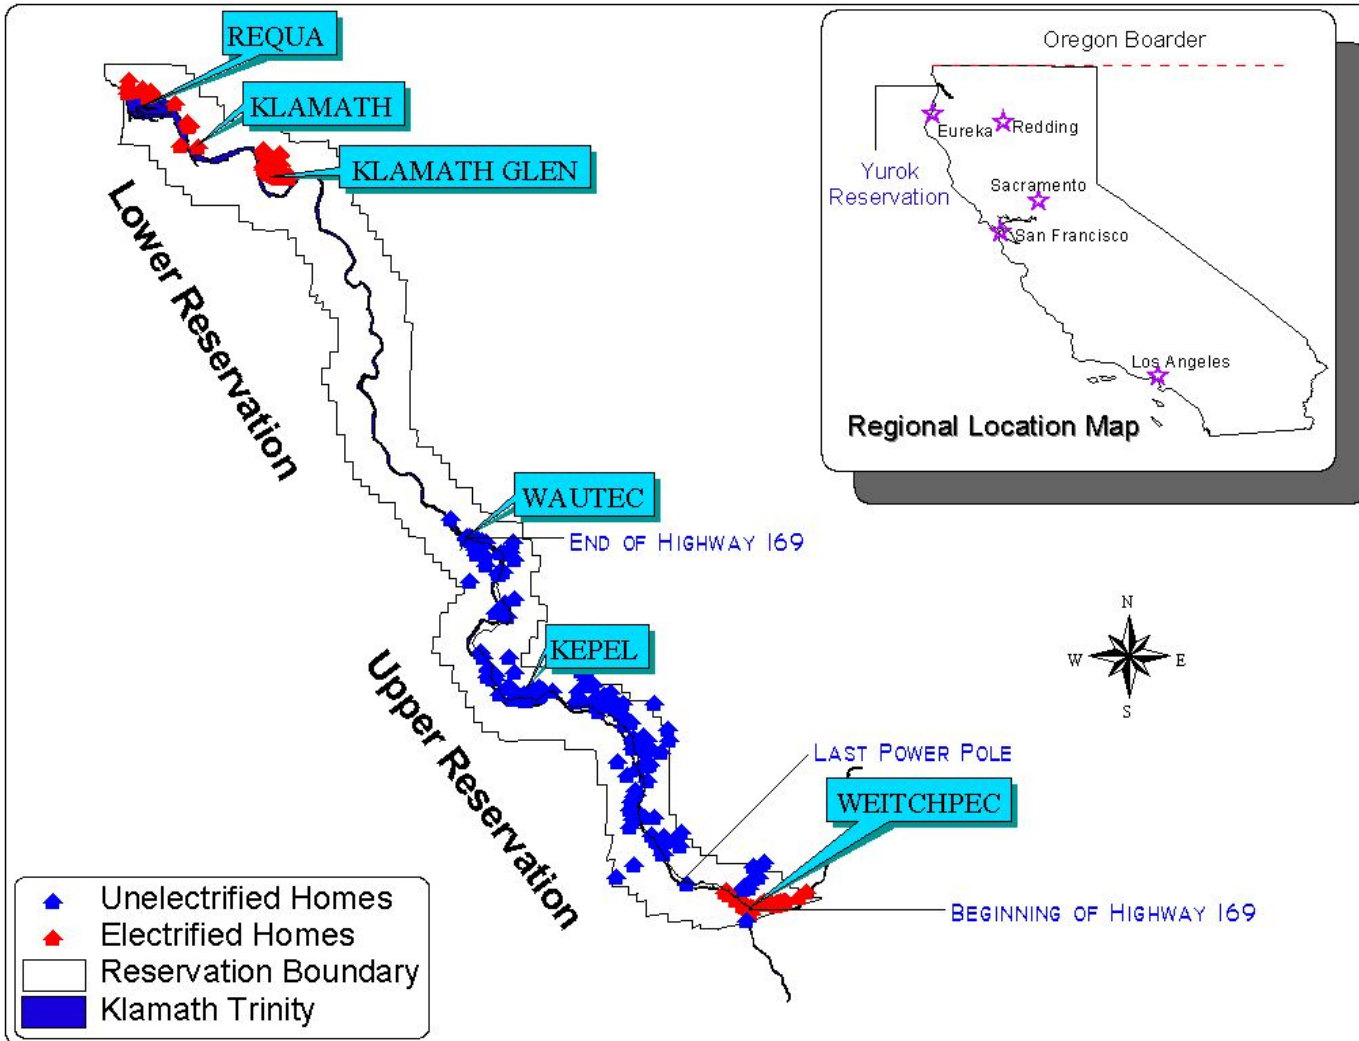 REQUA
KLAMATH
KLAMATH GLEN
Lower Reservation
WAUTEC
END OF HIGHWAY 169
KEPEL
Upper Reservation
LAST POWER POLE
WEITCHPEC
BEGINNING OF HIGHWAY 169
Oregon Boarder
Eureka
Redding
Yurok
Reservation
Sacramento
San Francisco
Los Angeles
Regional Location Map
N
W
E
S
Unelectrified Homes
Electrified Homes
Reservation Boundary
Klamath Trinity